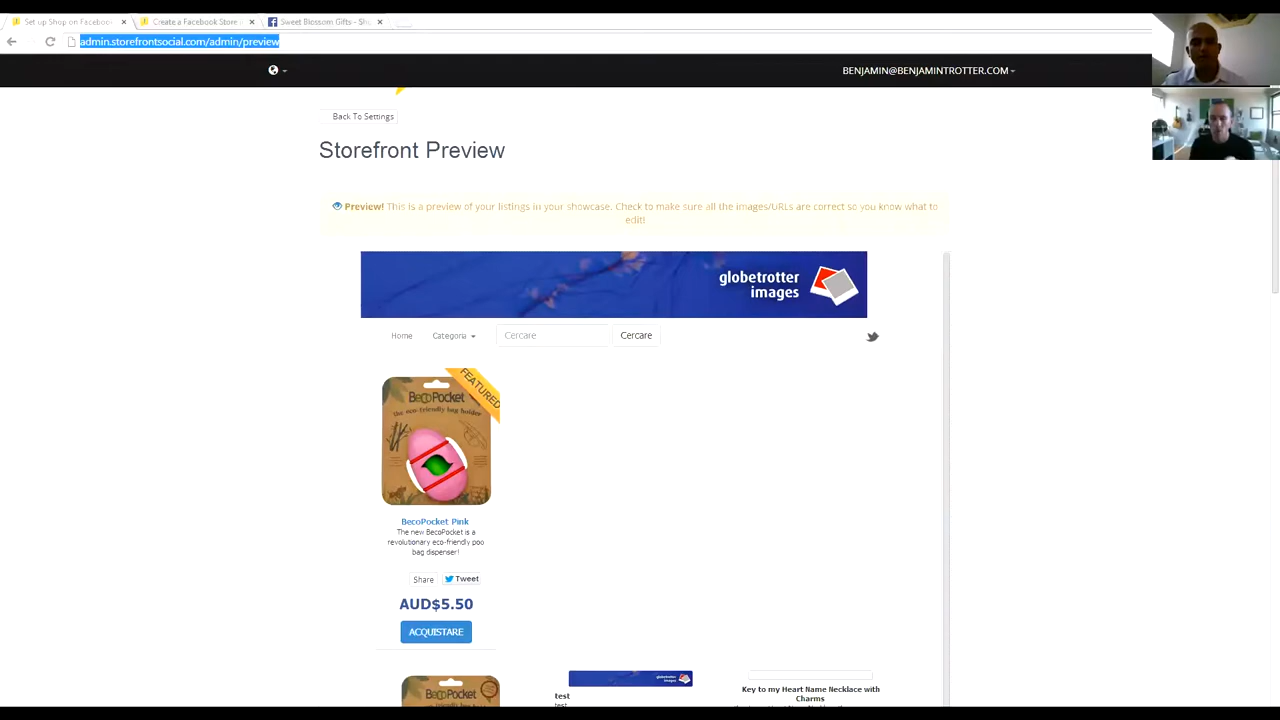 Set up Shop on Faceboo
Create a Facebook Store
Sweet Blossom Gifts - Sh
admin.storefrontsocial.com/admin/preview
BENJAMIN@BENJAMINTROTTER.COM
Back To Settings
Storefront Preview
Preview! This is a preview of your listings in your showcase. Check to make sure all the images/URLs are correct so you know what to
edit!
globetrotter
images
Home
Categoria
Cercare
Cercare
FEATURED
BecoPocket
the eco-friendly bag holder
BecoPocket Pink
The new BecoPocket is a
revolutionary eco-friendly poo
bag dispenser!
Share
Tweet
AUD$5.50
ACQUISTARE
BecoPocket
globetrotter
images
test
test
Key to my Heart Name Necklace with
Charms